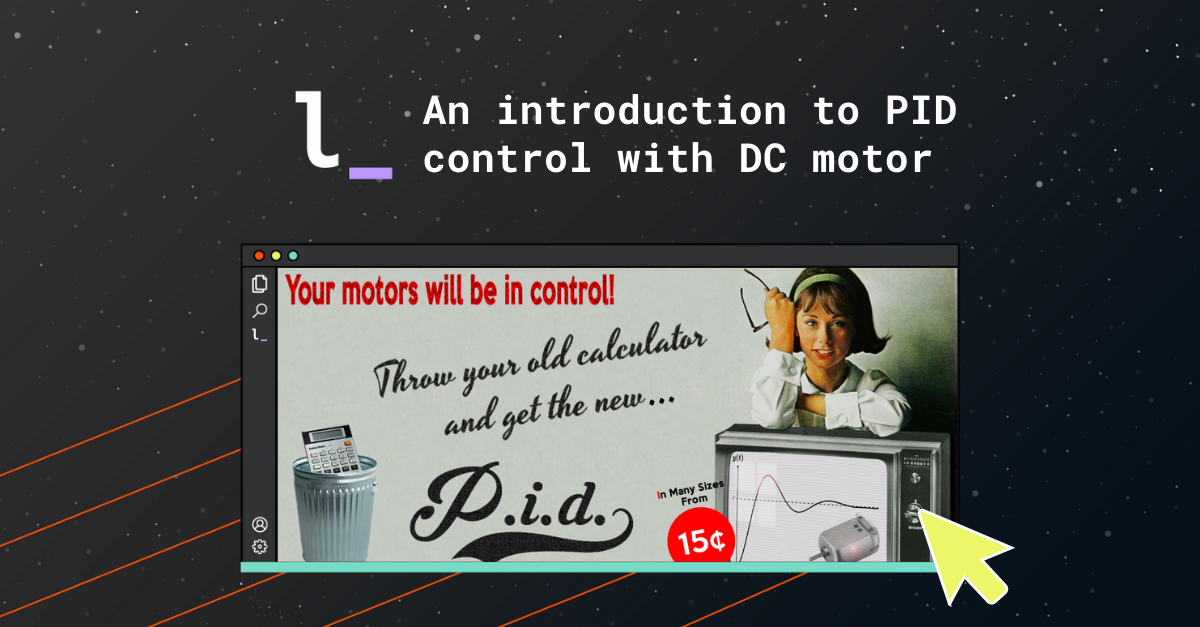 l_
An introduction to PID
control with DC motor
Your motors will be in control!
Throw your old calculator
and get the new...
P.i.d.
In Many Sizes
From
15¢
y(t)
l_